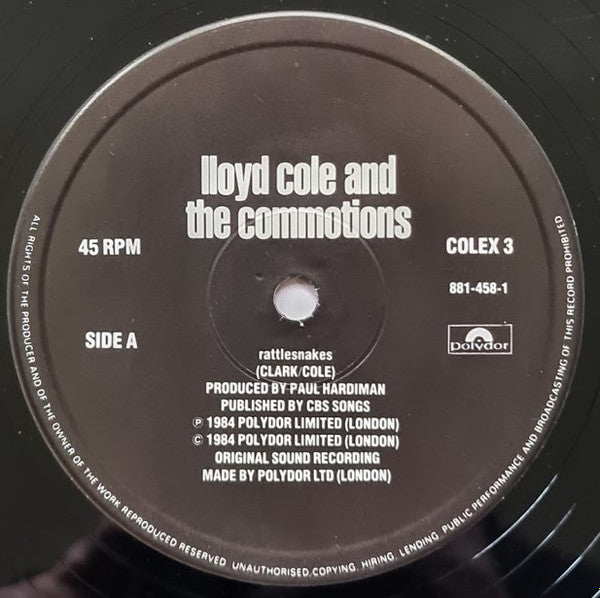 lloyd cole and
the commotions
45 RPM
COLEX 3
881-458-1
SIDE A
polydor
rattlesnakes
(CLARK/COLE)
PRODUCED BY PAUL HARDIMAN
PUBLISHED BY CBS SONGS
Ⓟ 1984 POLYDOR LIMITED (LONDON)
© 1984 POLYDOR LIMITED (LONDON)
ORIGINAL SOUND RECORDING
MADE BY POLYDOR LTD (LONDON)
ALL RIGHTS OF THE PRODUCER AND OF THE OWNER OF THE WORK REPRODUCED RESERVED. UNAUTHORISED, COPYING, HIRING, LENDING, PUBLIC PERFORMANCE AND BROADCASTING OF THIS RECORD PROHIBITED